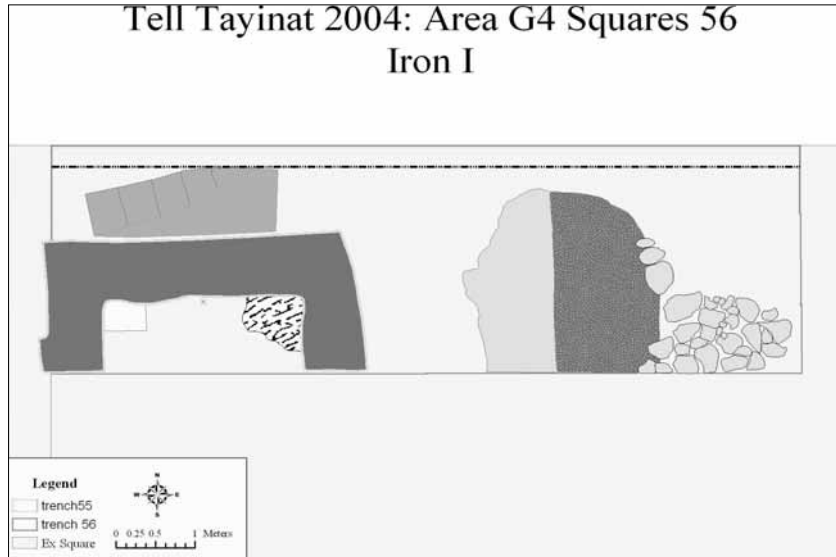 Tell Tayinat 2004: Area G4 Squares 56
Iron I
Legend
trench55
trench 56
Ex Square
N
W E
S
0 0.25 0.5 1 Meters